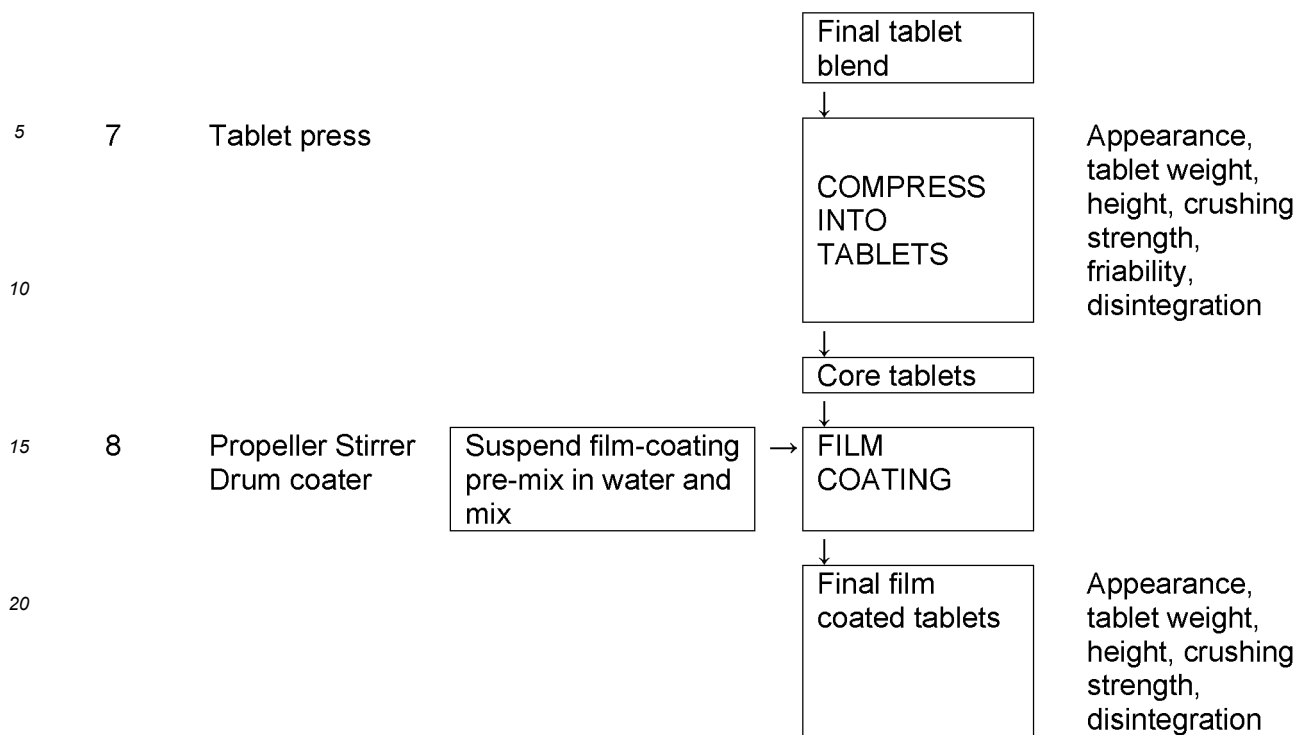 Final tablet
blend
↓
5 7 Tablet press
COMPRESS
INTO
TABLETS
Appearance,
tablet weight,
height, crushing
strength,
friability,
disintegration
10
↓
Core tablets
↓
15 8 Propeller Stirrer
Drum coater
Suspend film-coating
pre-mix in water and
mix
→
FILM
COATING
↓
20
Final film
coated tablets
Appearance,
tablet weight,
height, crushing
strength,
disintegration